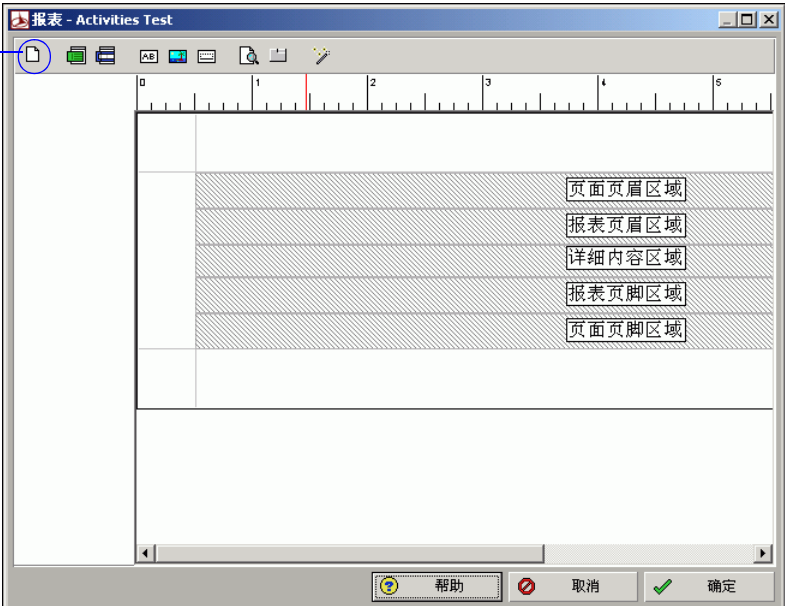 报表 - Activities Test
AB
0 1 2 3 4 5
页面页眉区域
报表页眉区域
详细内容区域
报表页脚区域
页面页脚区域
? 帮助 取消 确定